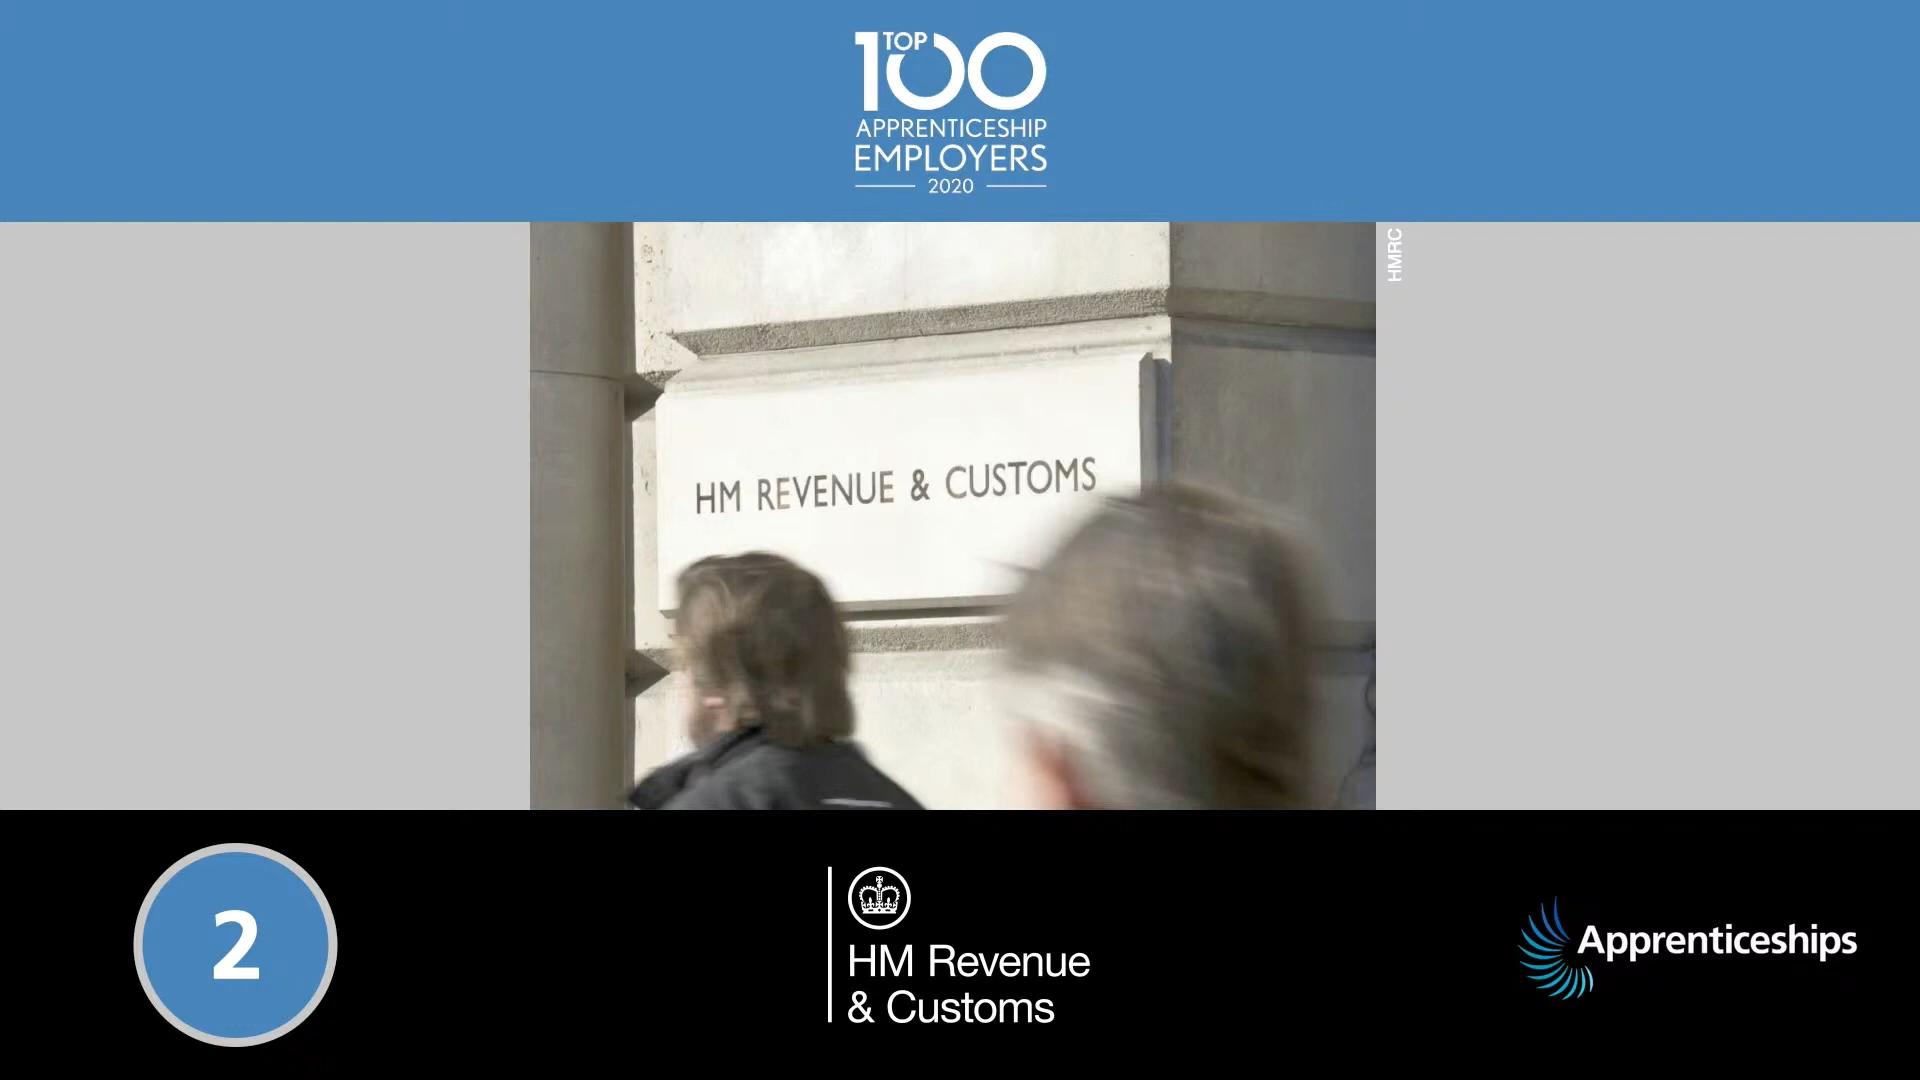 TOP
100
APPRENTICESHIP
EMPLOYERS
2020
HMRC
HM REVENUE & CUSTOMS
2
HM Revenue
& Customs
Apprenticeships